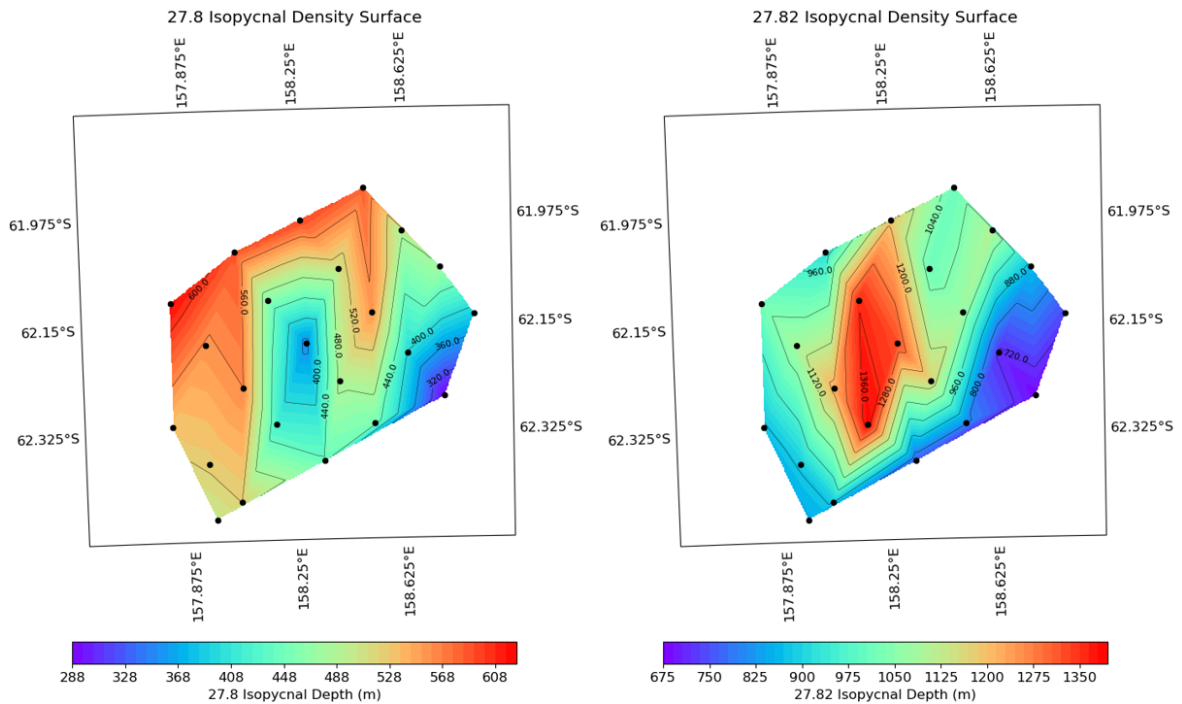 27.8 Isopycnal Density Surface
157.875°E
158.25°E
158.625°E
61.975°S
61.975°S
62.15°S
62.15°S
62.325°S
62.325°S
600.0
560.0
520.0
480.0
400.0
440.0
440.0
400.0
360.0
320.0
157.875°E
158.25°E
158.625°E
288 328 368 408 448 488 528 568 608
27.8 Isopycnal Depth (m)
27.82 Isopycnal Density Surface
157.875°E
158.25°E
158.625°E
61.975°S
61.975°S
62.15°S
62.15°S
62.325°S
62.325°S
1040.0
960.0
1200.0
880.0
1120.0
1360.0
1280.0
960.0
800.0
720.0
157.875°E
158.25°E
158.625°E
675 750 825 900 975 1050 1125 1200 1275 1350
27.82 Isopycnal Depth (m)